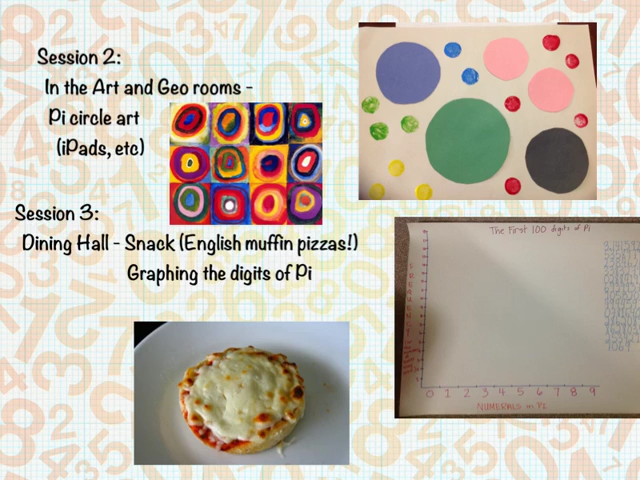 Session 2:
In the Art and Geo rooms -
Pi circle art
(iPads, etc)
Session 3:
Dining Hall - Snack (English muffin pizzas!)
Graphing the digits of Pi
The First 100 digits of Pi
0 1 2 3 4 5 6 7 8 9
NUMERALS in Pi